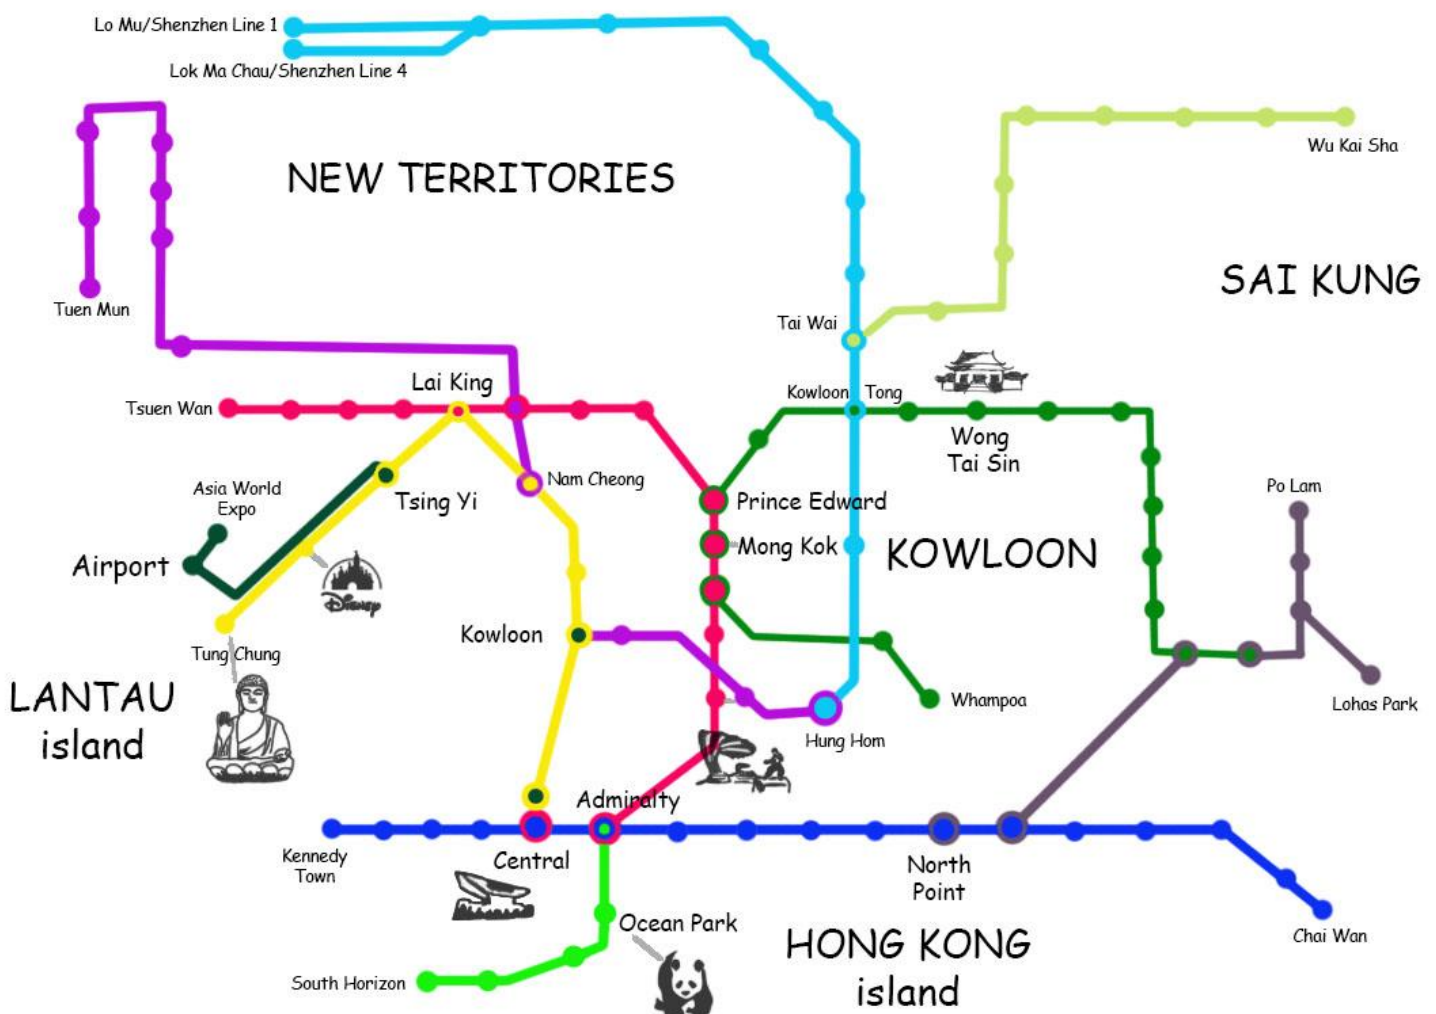 Lo Mu/Shenzhen Line 1
Lok Ma Chau/Shenzhen Line 4
NEW TERRITORIES
Wu Kai Sha
SAI KUNG
Tuen Mun
Tai Wai
Lai King
Kowloon Tong
Tsuen Wan
Wong
Tai Sin
Nam Cheong
Asia World
Expo
Tsing Yi
Prince Edward
Po Lam
Mong Kok
KOWLOON
Airport
Disney
Kowloon
Tung Chung
LANTAU
island
Whampoa
Lohas Park
Hung Hom
Admiralty
Kennedy
Town
Central
North
Point
Ocean Park
HONG KONG
island
Chai Wan
South Horizon